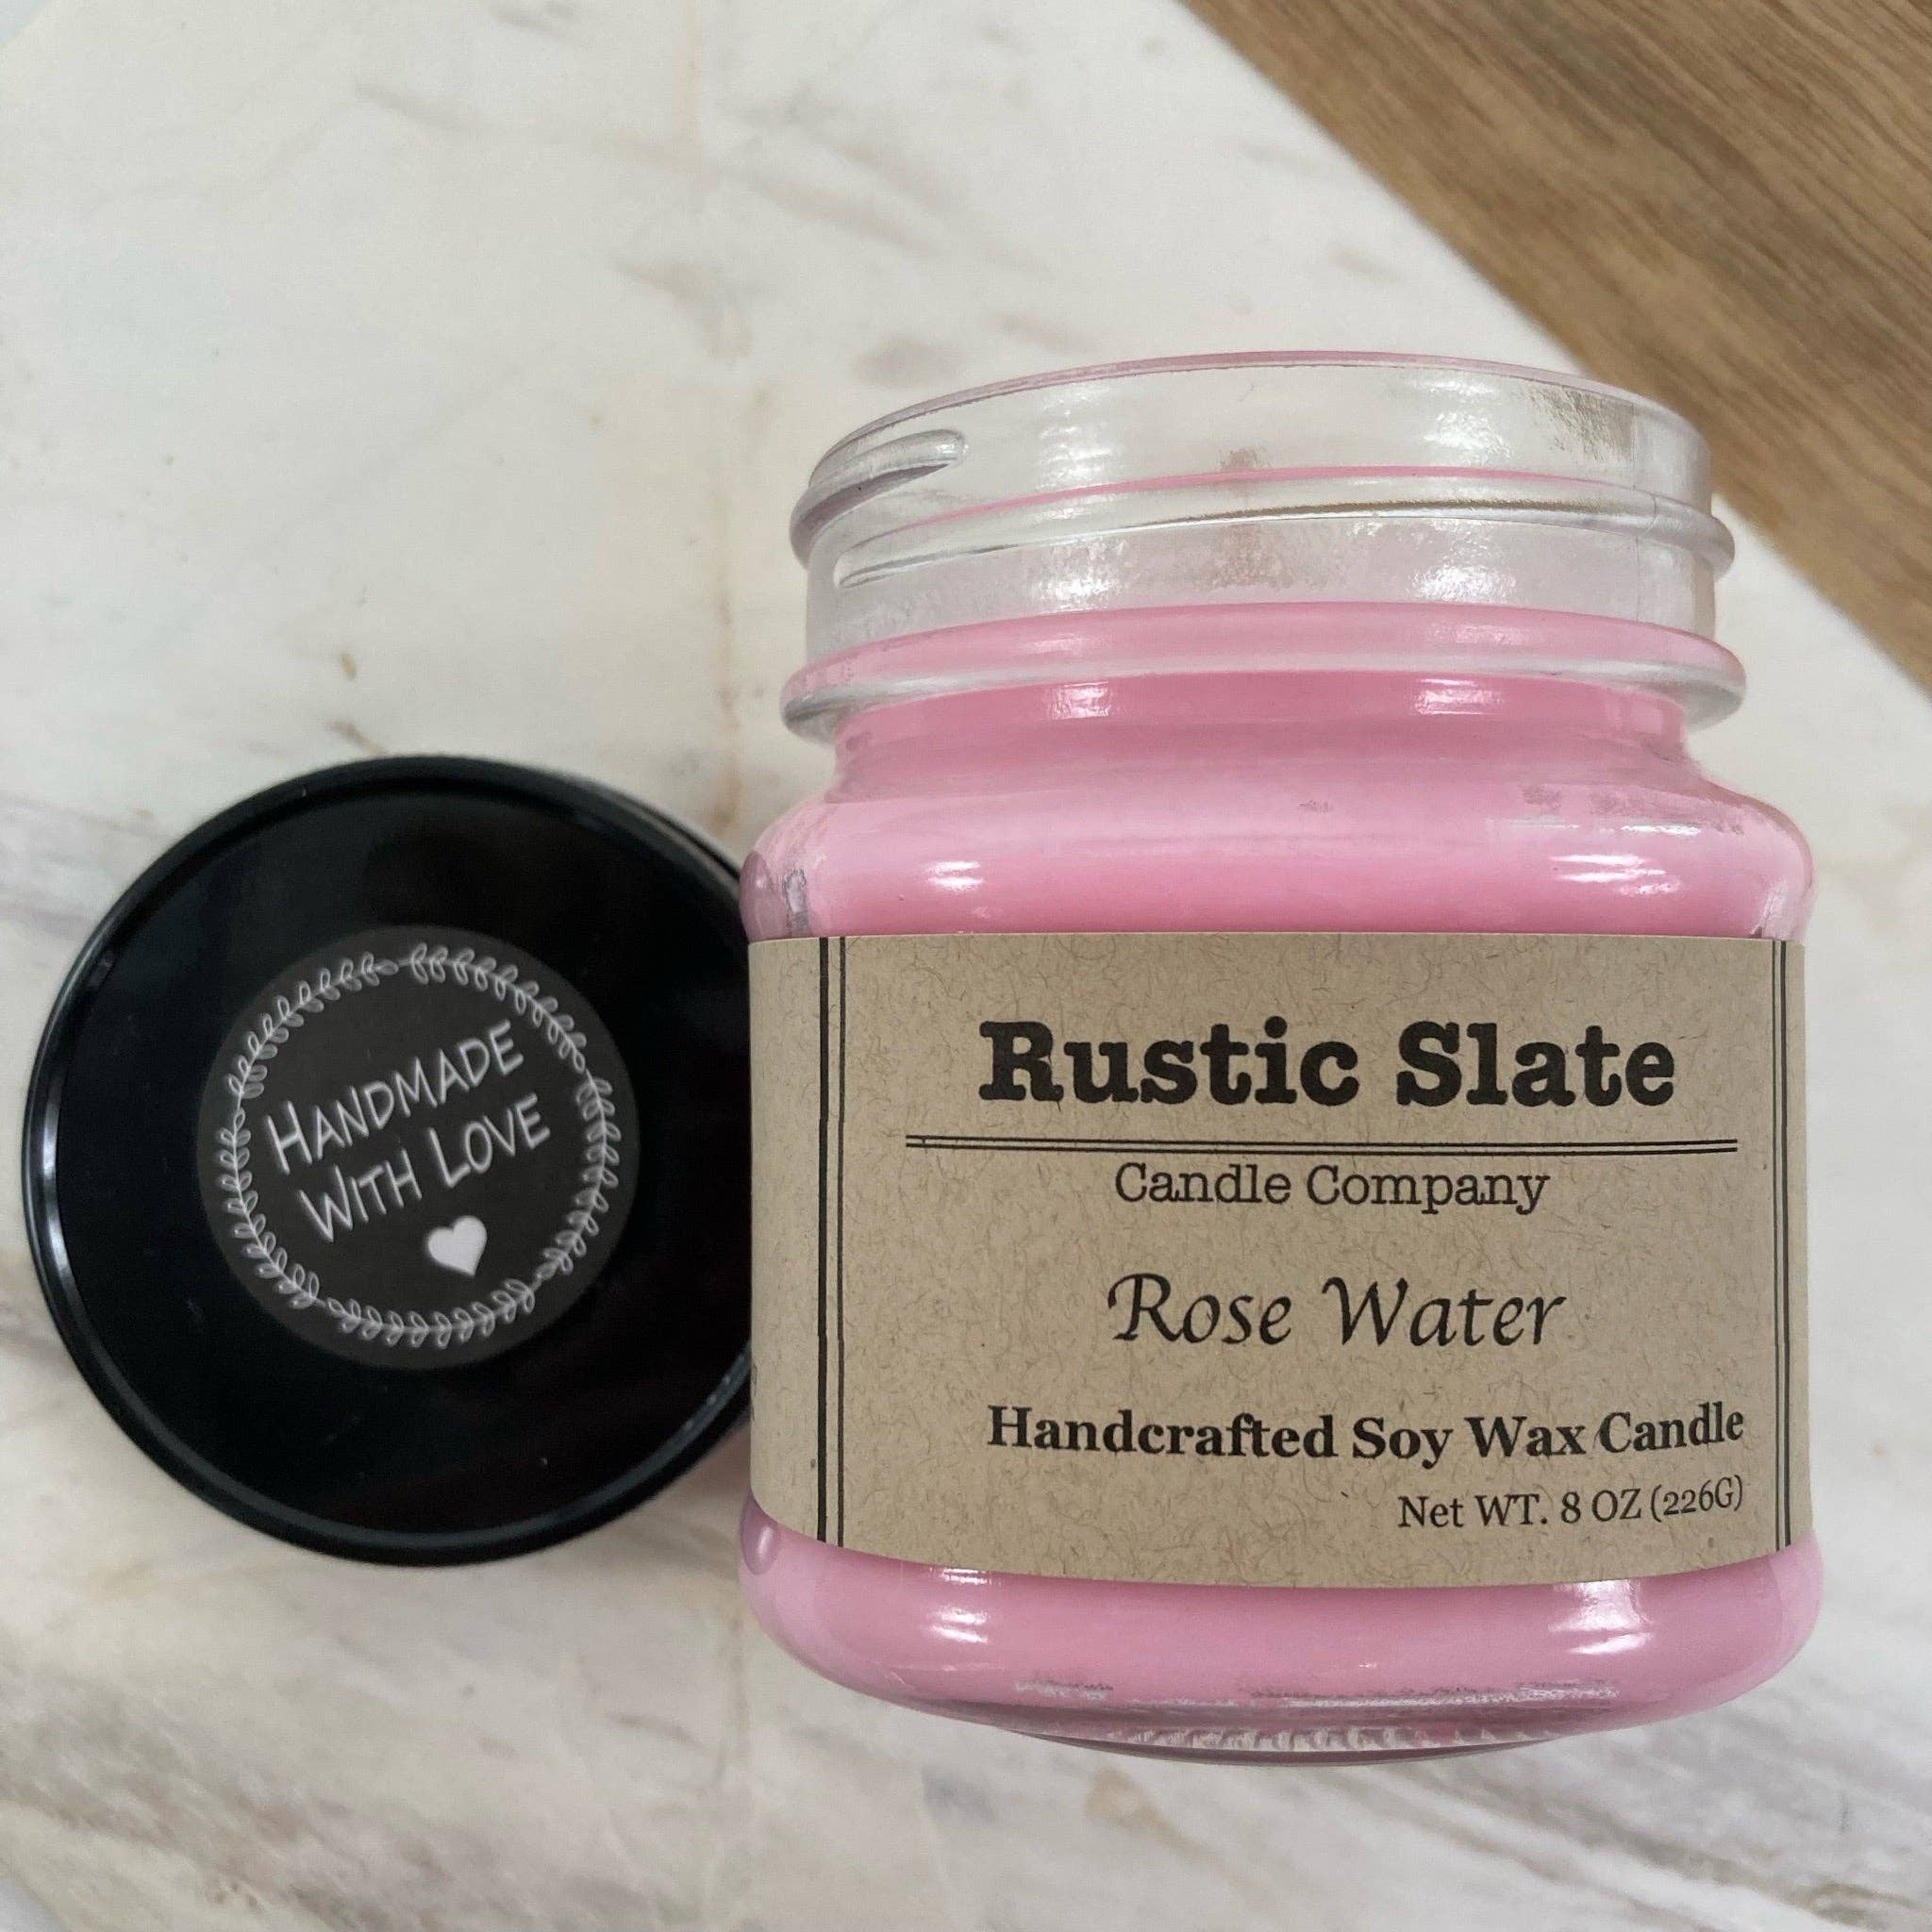 HANDMADE
WITH LOVE
Rustic Slate
Candle Company
Rose Water
Handcrafted Soy Wax Candle
Net WT. 8 OZ (226G)